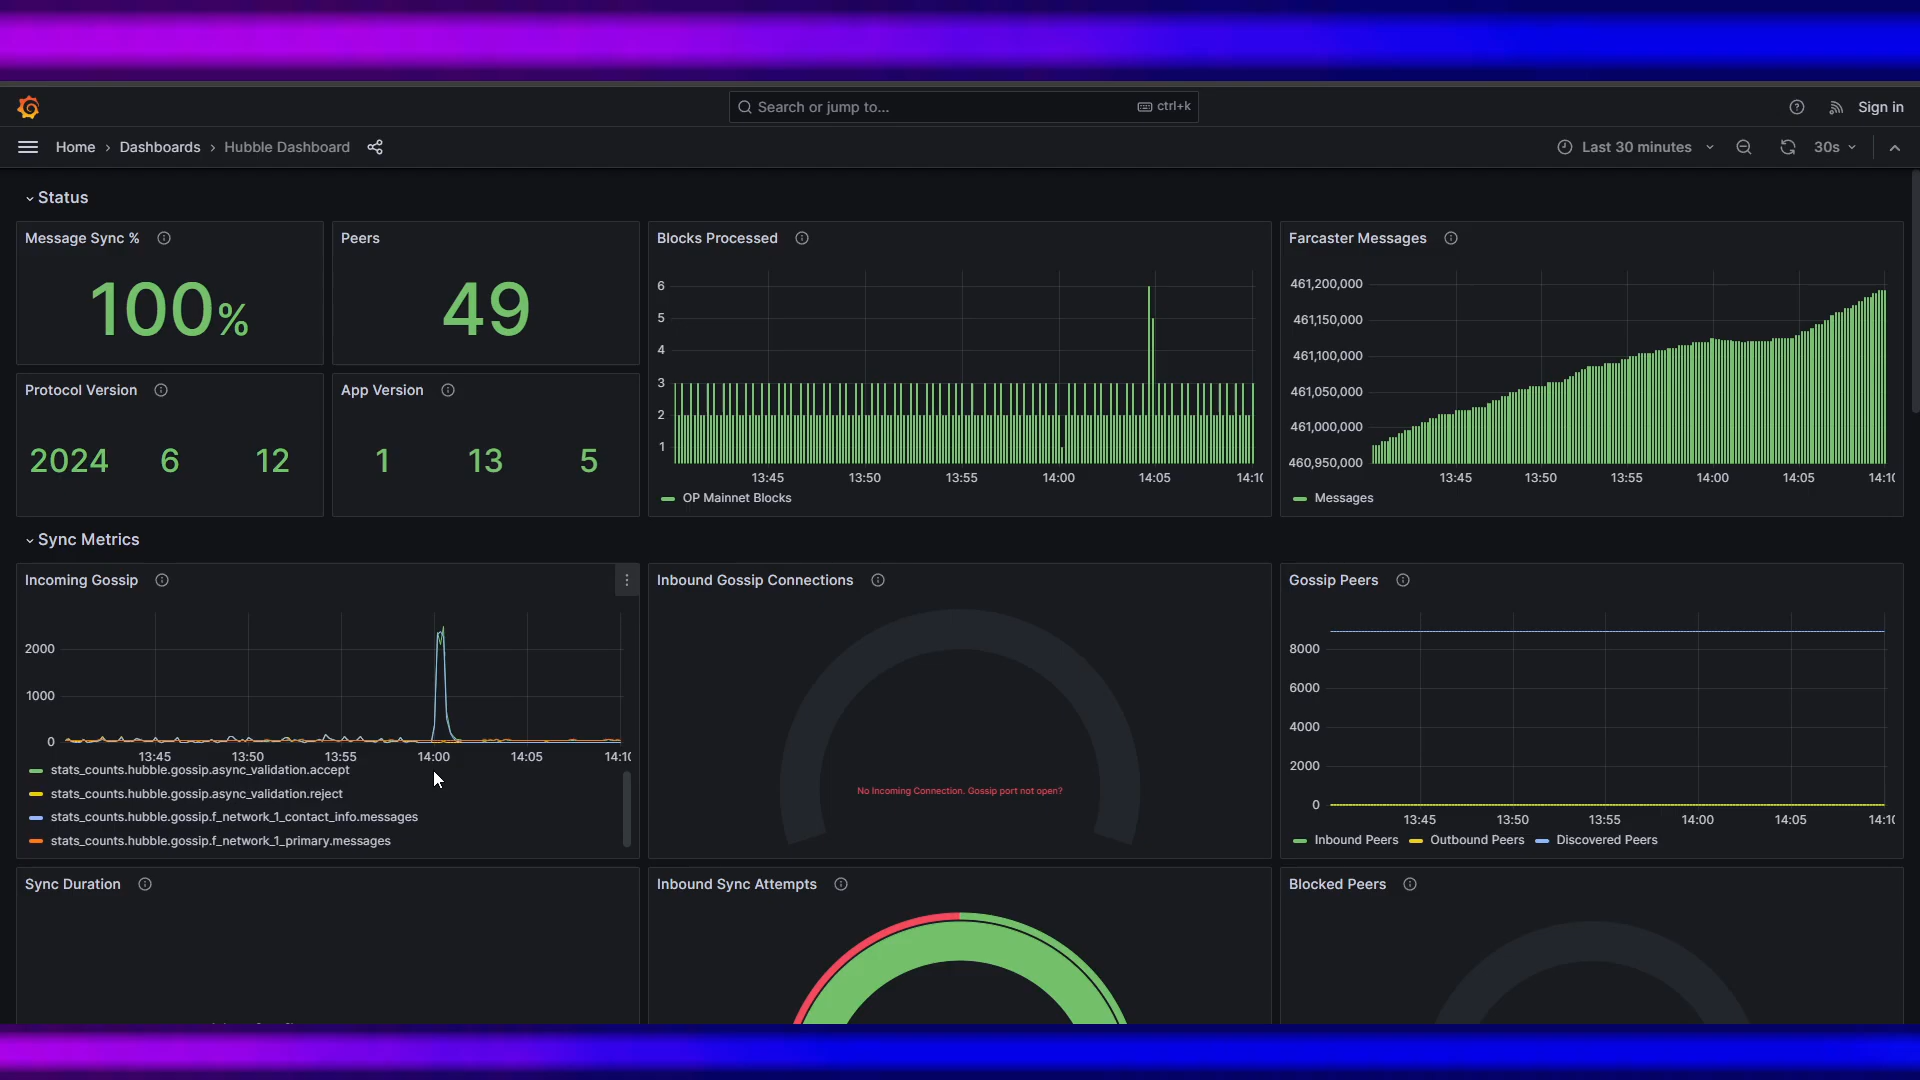 Search or jump to...
ctrl+k
Sign in
Home › Dashboards › Hubble Dashboard
Last 30 minutes
30s
Status
Message Sync %
100%
Peers
49
Protocol Version
2024 6 12
App Version
1 13 5
Blocks Processed
6
5
4
3
2
1
13:45 13:50 13:55 14:00 14:05 14:10
OP Mainnet Blocks
Farcaster Messages
461,200,000
461,150,000
461,100,000
461,050,000
461,000,000
460,950,000
13:45 13:50 13:55 14:00 14:05 14:10
Messages
Sync Metrics
Incoming Gossip
2000
1000
0
13:45 13:50 13:55 14:00 14:05 14:10
stats_counts.hubble.gossip.async_validation.accept
stats_counts.hubble.gossip.async_validation.reject
stats_counts.hubble.gossip.f_network_1_contact_info.messages
stats_counts.hubble.gossip.f_network_1_primary.messages
Inbound Gossip Connections
No Incoming Connection. Gossip port not open?
Gossip Peers
8000
6000
4000
2000
0
13:45 13:50 13:55 14:00 14:05 14:10
Inbound Peers Outbound Peers Discovered Peers
Sync Duration
Inbound Sync Attempts
Blocked Peers